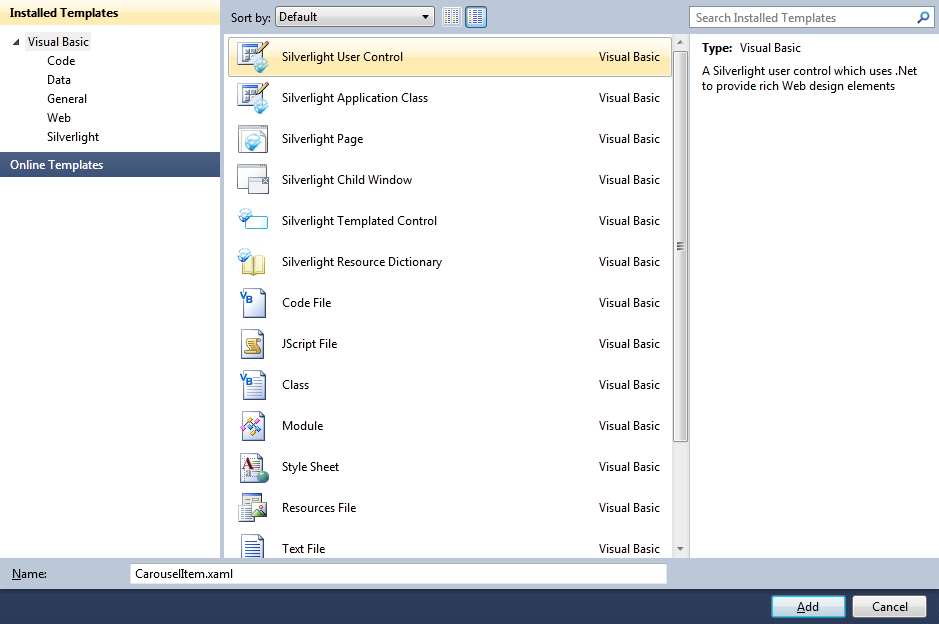 Installed Templates
Visual Basic
Code
Data
General
Web
Silverlight
Online Templates
Sort by: Default
Silverlight User Control Visual Basic
Silverlight Application Class Visual Basic
Silverlight Page Visual Basic
Silverlight Child Window Visual Basic
Silverlight Templated Control Visual Basic
Silverlight Resource Dictionary Visual Basic
VB Code File Visual Basic
JScript File Visual Basic
VB Class Visual Basic
Module Visual Basic
A Style Sheet Visual Basic
Resources File Visual Basic
Text File Visual Basic
Search Installed Templates
Type: Visual Basic
A Silverlight user control which uses .Net
to provide rich Web design elements
Name: CarouselItem.xaml
Add Cancel